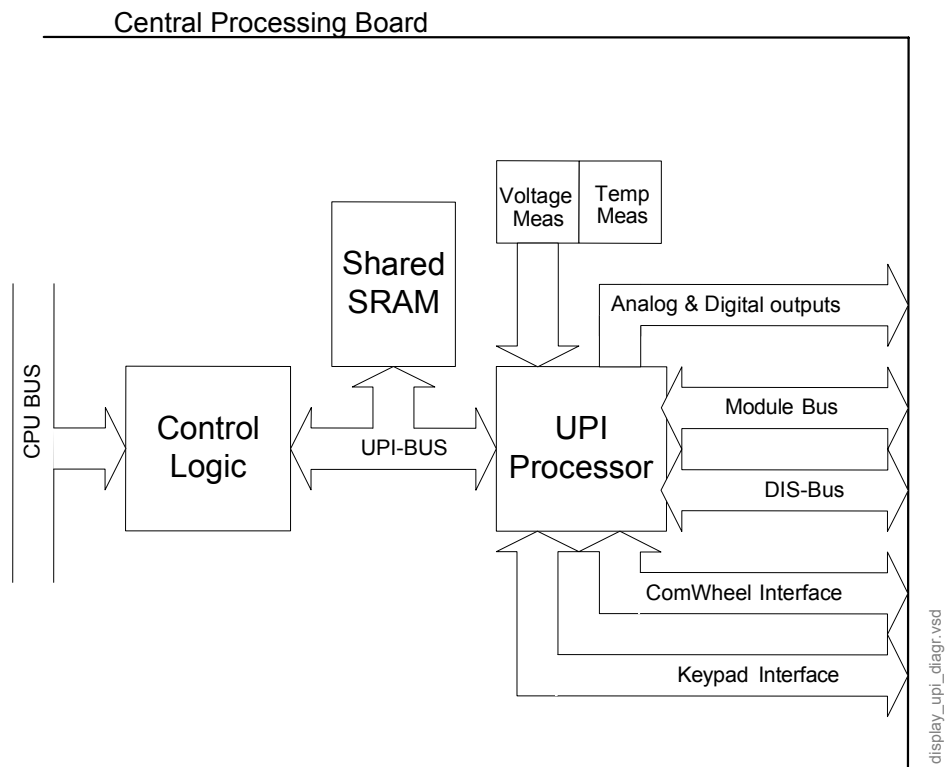 Central Processing Board
Voltage
Meas
Temp
Meas
Shared
SRAM
Analog & Digital outputs
CPU BUS
Control
Logic
UPI-BUS
UPI
Processor
Module Bus
DIS-Bus
ComWheel Interface
Keypad Interface
display_upi_diagr.vsd